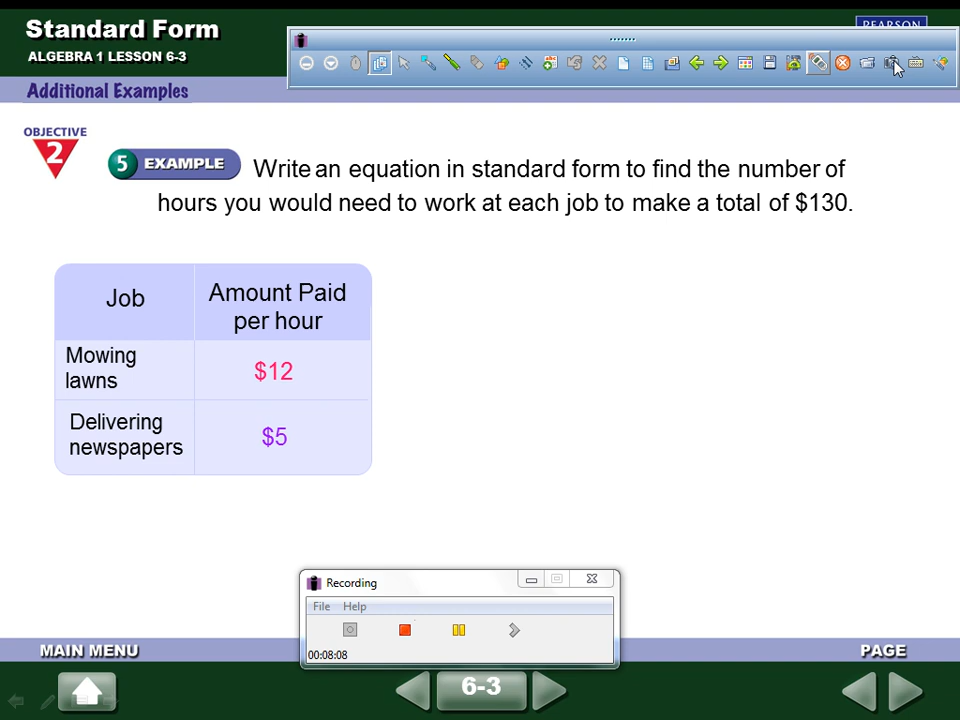 Standard Form
PEARSON
ALGEBRA 1 LESSON 6-3
Additional Examples
OBJECTIVE
2
5 EXAMPLE Write an equation in standard form to find the number of
hours you would need to work at each job to make a total of $130.
Job
Amount Paid
per hour
Mowing
lawns
$12
Delivering
newspapers
$5
Recording
File Help
00:08:08
MAIN MENU
PAGE
6-3